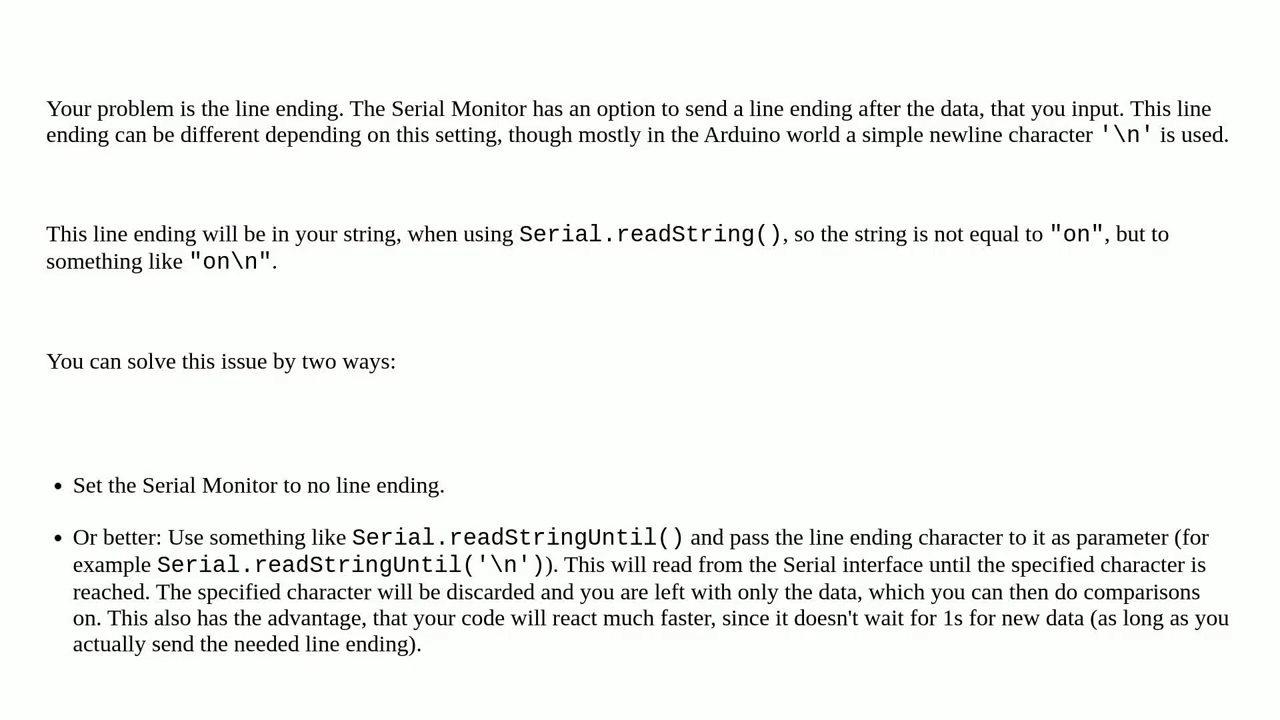 Your problem is the line ending. The Serial Monitor has an option to send a line ending after the data, that you input. This line
ending can be different depending on this setting, though mostly in the Arduino world a simple newline character '\n' is used.
This line ending will be in your string, when using Serial.readString(), so the string is not equal to "on", but to
something like "on\n".
You can solve this issue by two ways:
• Set the Serial Monitor to no line ending.
• Or better: Use something like Serial.readStringUntil() and pass the line ending character to it as parameter (for
example Serial.readStringUntil('\n')). This will read from the Serial interface until the specified character is
reached. The specified character will be discarded and you are left with only the data, which you can then do comparisons
on. This also has the advantage, that your code will react much faster, since it doesn't wait for 1s for new data (as long as you
actually send the needed line ending).